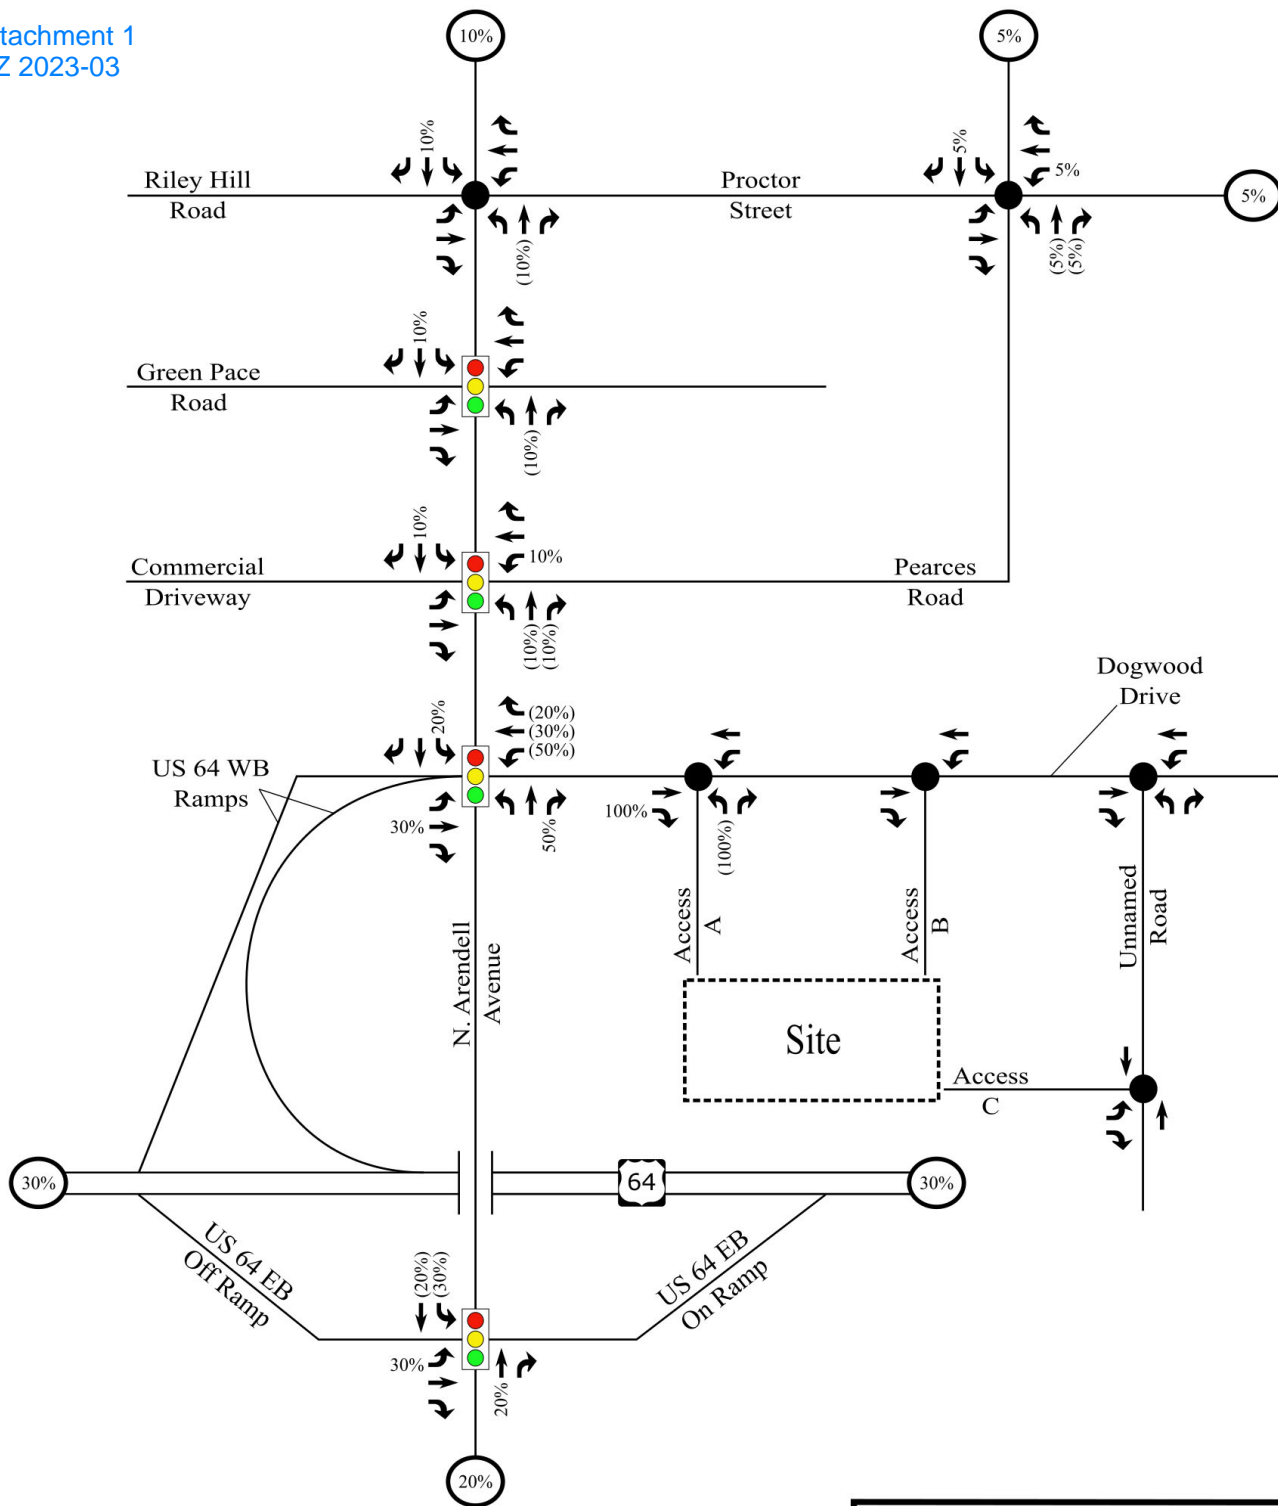 tachment 1
Z 2023-03
10%
5%
10%
5%
5%
Riley Hill
Road
Proctor
Street
5%
(10%)
(5%)
(5%)
10%
Green Pace
Road
(10%)
10%
10%
Commercial
Driveway
Pearces
Road
(10%)
(10%)
Dogwood
Drive
20%
(20%)
(30%)
(50%)
US 64 WB
Ramps
30%
50%
100%
(100%)
Access
A
Access
B
Unnamed
Road
N. Arendell
Avenue
Site
Access
C
30%
64
30%
US 64 EB
Off Ramp
(20%)
(30%)
US 64 EB
On Ramp
30%
20%
20%